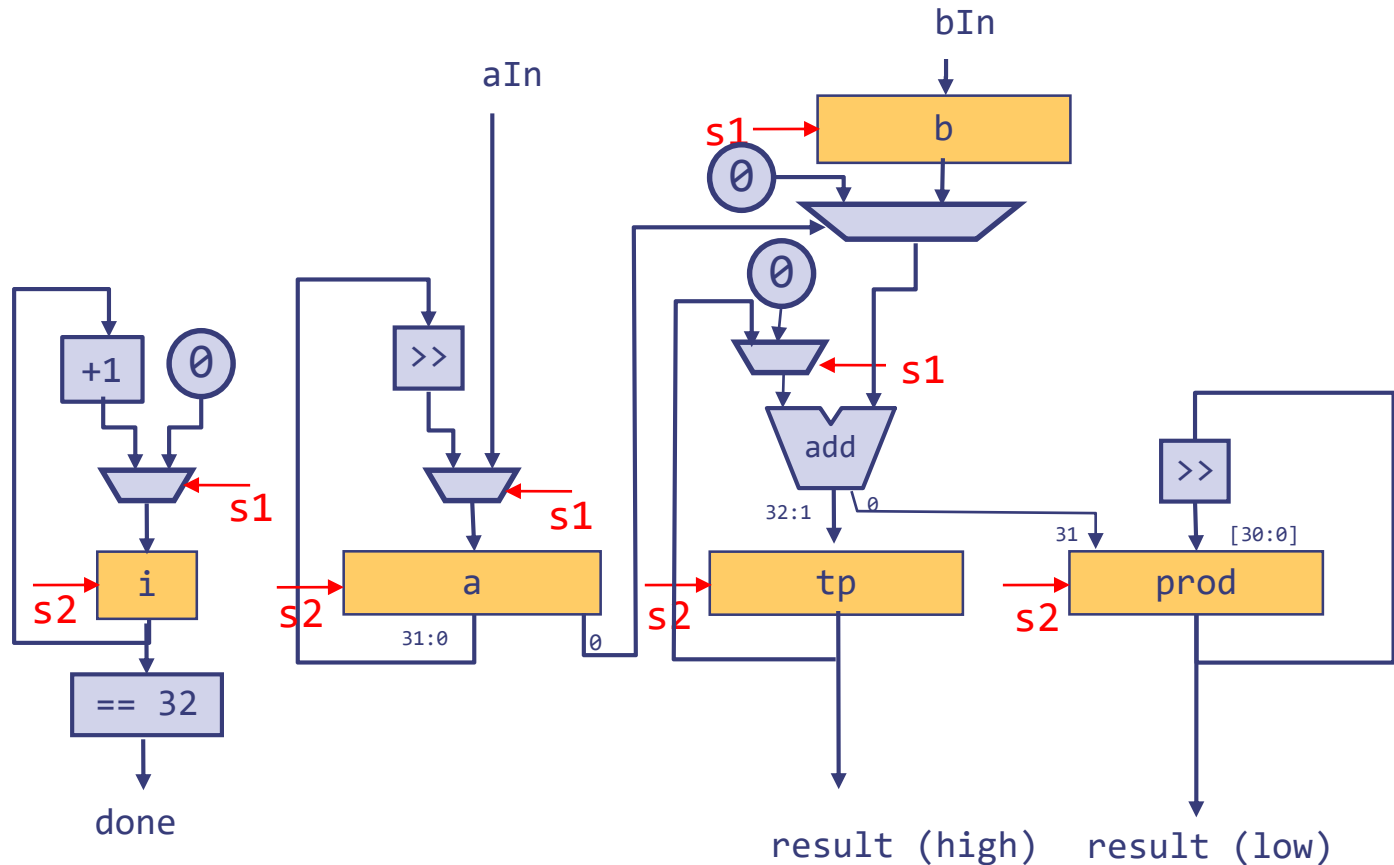 bIn
aIn
s1
b
0
0
+1
0
>>
s1
add
>>
s1
s1
32:1
0
31
[30:0]
s2
i
s2
a
s2
tp
s2
prod
31:0
0
== 32
done
result (high)
result (low)